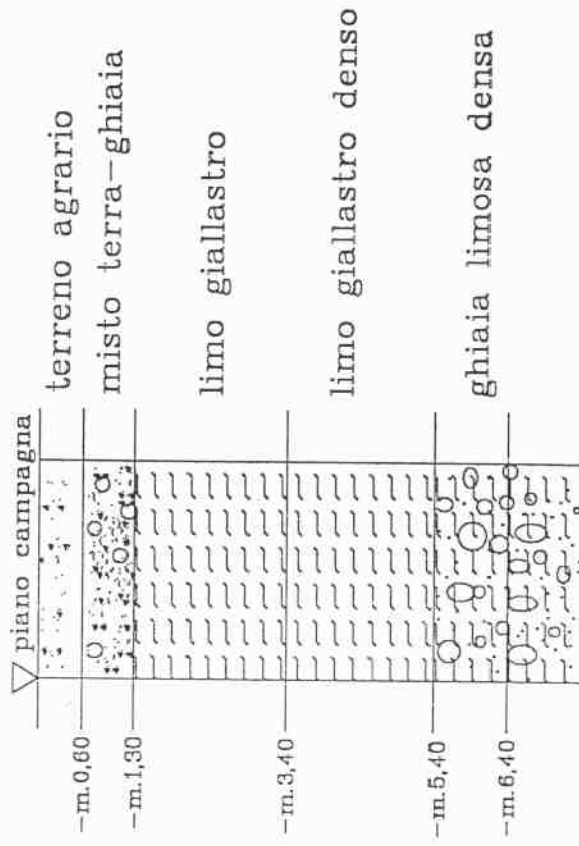 piano campagna
terreno agrario
-m.0,60
misto terra-ghiaia
-m.1,30
limo giallastro
-m.3,40
limo giallastro denso
-m.5,40
ghiaia limosa densa
-m.6,40